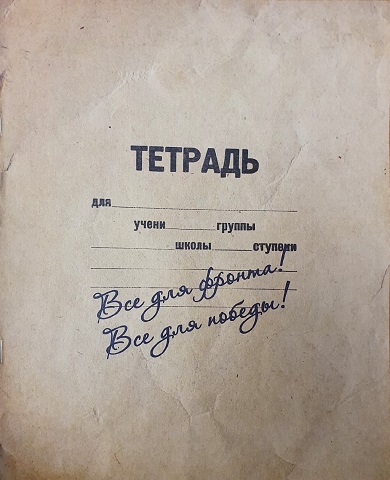 ТЕТРАДЬ
для
учени группы
школы ступени
Все для фронта!
Все для победы!